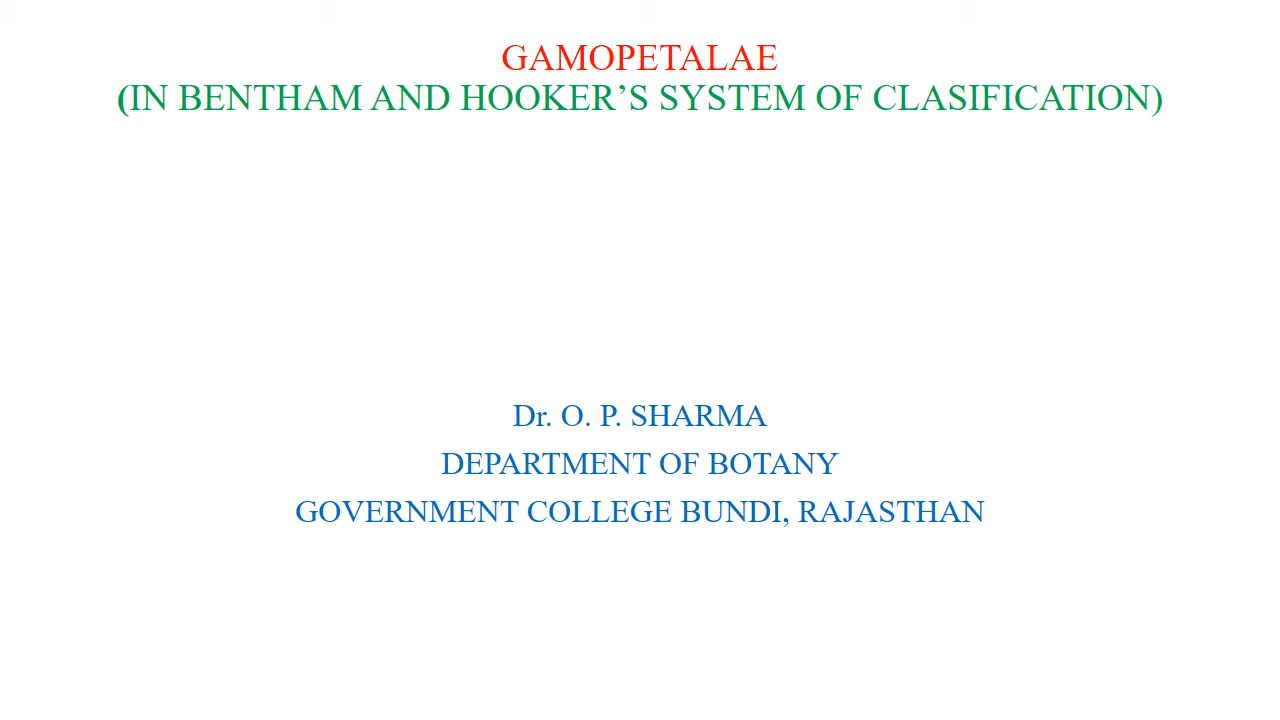 GAMOPETALAE
(IN BENTHAM AND HOOKER’S SYSTEM OF CLASIFICATION)
Dr. O. P. SHARMA
DEPARTMENT OF BOTANY
GOVERNMENT COLLEGE BUNDI, RAJASTHAN